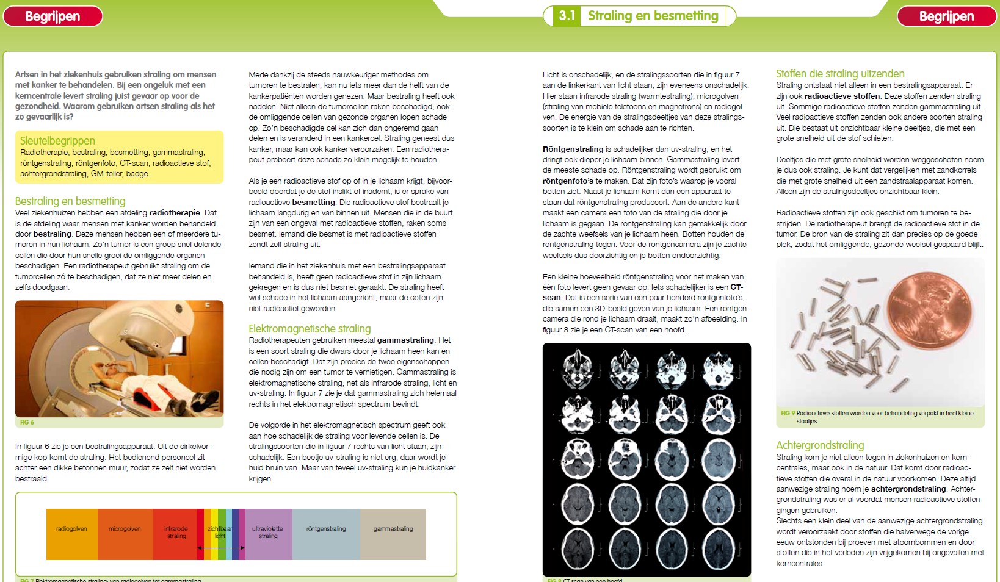 Begrijpen
3.1 Straling en besmetting
Begrijpen
Artsen in het ziekenhuis gebruiken straling om mensen
met kanker te behandelen. Bij een ongeluk met een
kerncentrale levert straling juist gevaar op voor de
gezondheid. Waarom gebruiken artsen straling als het
zo gevaarlijk is?
Sleutelbegrippen
Radiotherapie, bestraling, besmetting, gammastraling,
röntgenstraling, röntgenfoto, CT-scan, radioactieve stof,
achtergrondstraling, GM-teller, badge.
Bestraling en besmetting
Veel ziekenhuizen hebben een afdeling radiotherapie. Dat
is de afdeling waar mensen met kanker worden behandeld
door bestraling. Deze mensen hebben een of meerdere tu-
moren in hun lichaam. Zo'n tumor is een groep snel delende
cellen die door hun snelle groei de omliggende organen
beschadigen. Een radiotherapeut gebruikt straling om de
tumorcellen zó te beschadigen, dat ze niet meer delen en
zelfs doodgaan.
FIG 6
In figuur 6 zie je een bestralingsapparaat. Uit de cirkelvor-
mige kop komt de straling. Het bedienend personeel zit
achter een dikke betonnen muur, zodat ze zelf niet worden
bestraald.
Mede dankzij de steeds nauwkeuriger methodes om
tumoren te bestralen, kan nu iets meer dan de helft van de
kankerpatiënten worden genezen. Maar bestraling heeft ook
nadelen. Niet alleen de tumorcellen raken beschadigd, ook
de omliggende cellen van gezonde organen lopen schade
op. Zo'n beschadigde cel kan zich dan ongeremd gaan
delen en is veranderd in een kankercel. Straling geneest dus
kanker, maar kan ook kanker veroorzaken. Een radiothera-
peut probeert deze schade zo klein mogelijk te houden.
Als je een radioactieve stof op of in je lichaam krijgt, bijvoor-
beeld doordat je de stof inslikt of inademt, is er sprake van
radioactieve besmetting. Die radioactieve stof bestraalt je
lichaam langdurig en van binnen uit. Mensen die in de buurt
zijn van een ongeval met radioactieve stoffen, raken soms
besmet. Iemand die besmet is met radioactieve stoffen
zendt zelf straling uit.
Iemand die in het ziekenhuis met een bestralingsapparaat
behandeld is, heeft geen radioactieve stof in zijn lichaam
gekregen en is dus niet besmet geraakt. De straling heeft
wel schade in het lichaam aangericht, maar de cellen zijn
niet radioactief geworden.
Elektromagnetische straling
Radiotherapeuten gebruiken meestal gammastraling. Het
is een soort straling die dwars door je lichaam heen kan en
cellen beschadigt. Dat zijn precies de twee eigenschappen
die nodig zijn om een tumor te vernietigen. Gammastraling is
elektromagnetische straling, net als infrarode straling, licht en
uv-straling. In figuur 7 zie je dat gammastraling zich helemaal
rechts in het elektromagnetisch spectrum bevindt.
De volgorde in het elektromagnetisch spectrum geeft ook
aan hoe schadelijk de straling voor levende cellen is. De
stralingssoorten die in figuur 7 rechts van licht staan, zijn
schadelijk. Een beetje uv-straling is niet erg, daar wordt je
huid bruin van. Maar van teveel uv-straling kun je huidkanker
krijgen.
radiogolven
microgolven
infrarode
straling
zichtbaar
licht
ultraviolette
straling
röntgenstraling
gammastraling
FIG 7 Elektromagnetische straling: van radiogolven tot gammastraling
Licht is onschadelijk, en de stralingssoorten die in figuur 7
aan de linkerkant van licht staan, zijn eveneens onschadelijk.
Hier staan infrarode straling (warmtestraling), microgolven
(straling van mobiele telefoons en magnetrons) en radiogol-
ven. De energie van de stralingsdeeltjes van deze stralings-
soorten is te klein om schade aan te richten.
Röntgenstraling is schadelijker dan uv-straling, en het
dringt ook dieper je lichaam binnen. Gammastraling levert
de meeste schade op. Röntgenstraling wordt gebruikt om
röntgenfoto's te maken. Dat zijn foto's waarop je vooral
botten ziet. Naast je lichaam komt dan een apparaat te
staan dat röntgenstraling produceert. Aan de andere kant
maakt een camera een foto van de straling die door je
lichaam is gegaan. De röntgenstraling kan gemakkelijk door
de zachte weefsels van je lichaam heen. Botten houden de
röntgenstraling tegen. Voor de röntgencamera zijn je zachte
weefsels dus doorzichtig en je botten ondoorzichtig.
Een kleine hoeveelheid röntgenstraling voor het maken van
één foto levert geen gevaar op. Iets schadelijker is een CT-
scan. Dat is een serie van een paar honderd röntgenfoto's,
die samen een 3D-beeld geven van je lichaam. Een röntgen-
camera die rond je lichaam draait, maakt zo'n afbeelding. In
figuur 8 zie je een CT-scan van een hoofd.
FIG 8 CT scan van een hoofd
Stoffen die straling uitzenden
Straling ontstaat niet alleen in een bestralingsapparaat. Er
zijn ook radioactieve stoffen. Deze stoffen zenden straling
uit. Sommige radioactieve stoffen zenden gammastraling uit.
Veel radioactieve stoffen zenden ook andere soorten straling
uit. Die bestaat uit onzichtbaar kleine deeltjes, die met een
grote snelheid uit de stof schieten.
Deeltjes die met grote snelheid worden weggeschoten noem
je dus ook straling. Je kunt dat vergelijken met zandkorrels
die met grote snelheid uit een zandstraalapparaat komen.
Alleen zijn de stralingsdeeltjes onzichtbaar klein.
Radioactieve stoffen zijn ook geschikt om tumoren te be-
strijden. De radiotherapeut brengt de radioactieve stof in de
tumor. De bron van de straling zit dan precies op de goede
plek, zodat het omliggende, gezonde weefsel gespaard blijft.
FIG 9 Radioactieve stoffen worden voor behandeling verpakt in heel kleine
staafjes.
Achtergrondstraling
Straling kom je niet alleen tegen in ziekenhuizen en kern-
centrales, maar ook in de natuur. Dat komt door radioac-
tieve stoffen die overal in de natuur voorkomen. Deze altijd
aanwezige straling noem je achtergrondstraling. Achter-
grondstraling was er al voordat mensen radioactieve stoffen
gingen gebruiken.
Slechts een klein deel van de aanwezige achtergrondstraling
wordt veroorzaakt door stoffen die halverwege de vorige
eeuw ontstonden bij proeven met atoombommen en door
stoffen die in het verleden zijn vrijgekomen bij ongevallen met
kerncentrales.